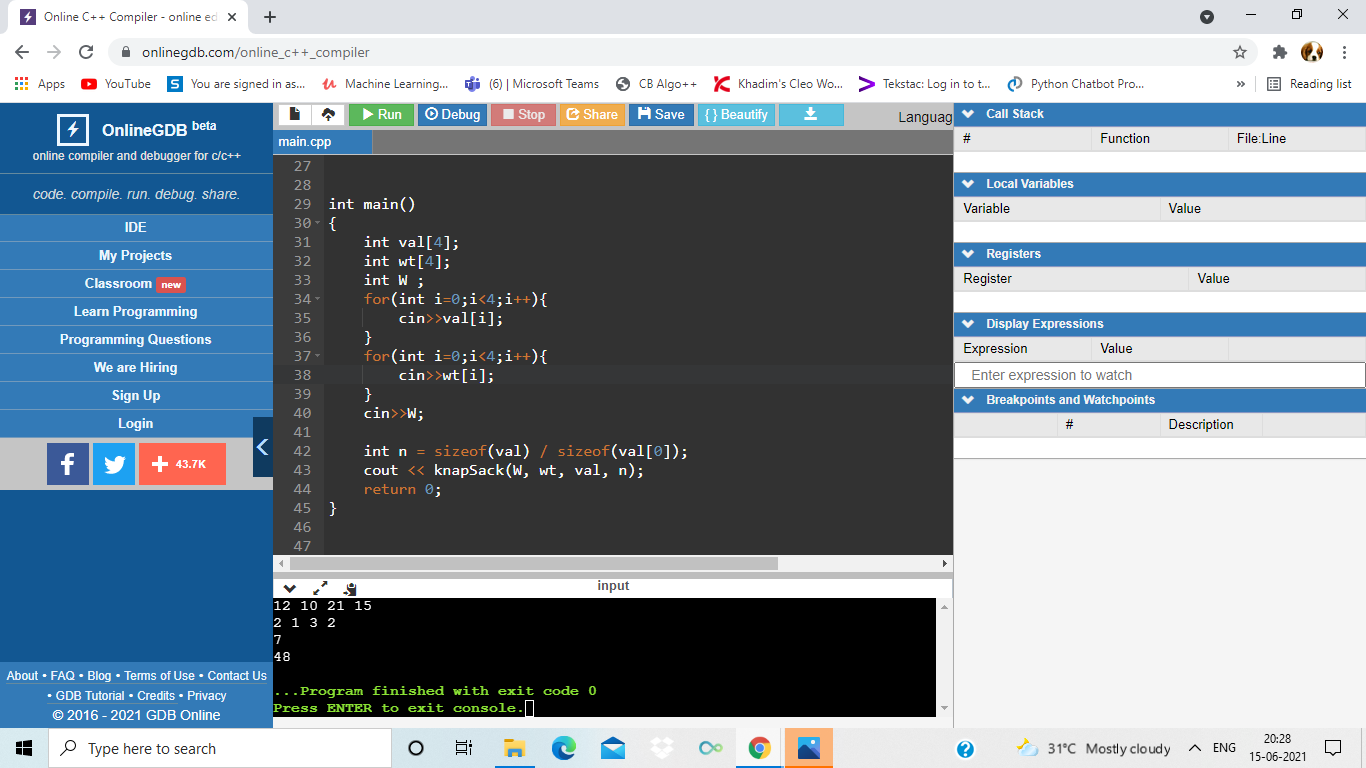 Online C++ Compiler - online ed
onlinegdb.com/online_c++_compiler
Apps YouTube You are signed in as... Machine Learning... (6) | Microsoft Teams CB Algo++ Khadim's Cleo Wo... Tekstac: Log in to t... Python Chatbot Pro... » Reading list
OnlineGDB beta
online compiler and debugger for c/c++
code. compile. run. debug. share.
IDE
My Projects
Classroom new
Learn Programming
Programming Questions
We are Hiring
Sign Up
Login
43.7K
About • FAQ • Blog • Terms of Use • Contact Us
• GDB Tutorial • Credits • Privacy
© 2016 - 2021 GDB Online
Run Debug Stop Share Save { } Beautify Languag
main.cpp
27
28
29 int main()
30 {
31 int val[4];
32 int wt[4];
33 int W ;
34 for(int i=0;i<4;i++){
35 cin>>val[i];
36 }
37 for(int i=0;i<4;i++){
38 cin>>wt[i];
39 }
40 cin>>W;
41
42 int n = sizeof(val) / sizeof(val[0]);
43 cout << knapSack(W, wt, val, n);
44 return 0;
45 }
46
47
input
12 10 21 15
2 1 3 2
7
48
...Program finished with exit code 0
Press ENTER to exit console.
Call Stack
# Function File:Line
Local Variables
Variable Value
Registers
Register Value
Display Expressions
Expression Value
Enter expression to watch
Breakpoints and Watchpoints
# Description
Type here to search
31°C Mostly cloudy
ENG
20:28
15-06-2021